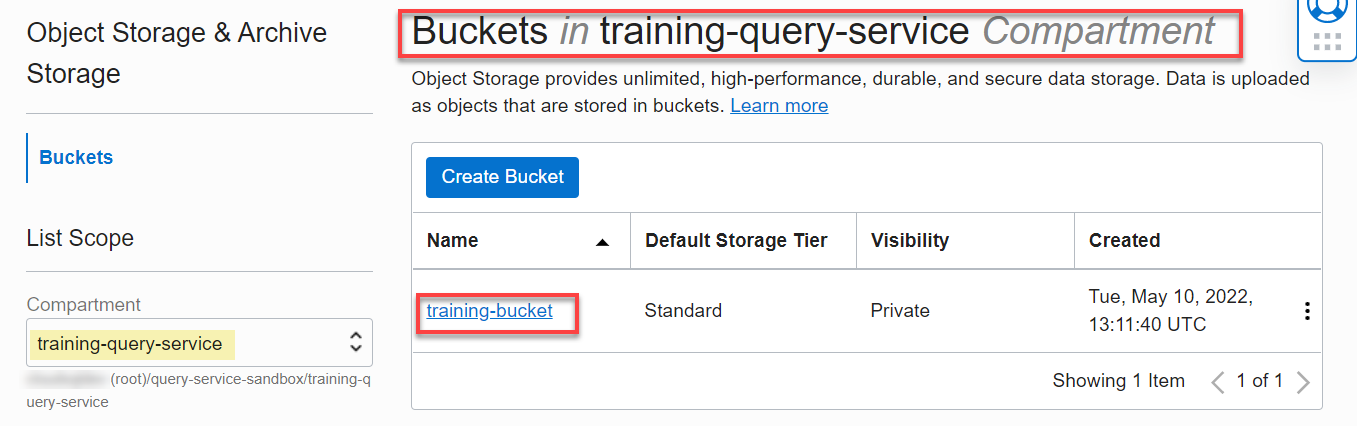 Object Storage & Archive
Storage
Buckets
List Scope
Compartment
training-query-service
(root)/query-service-sandbox/training-q
uery-service
Buckets in training-query-service Compartment
Object Storage provides unlimited, high-performance, durable, and secure data storage. Data is uploaded
as objects that are stored in buckets. Learn more
Create Bucket
Name Default Storage Tier Visibility Created
training-bucket Standard Private Tue, May 10, 2022,
13:11:40 UTC
Showing 1 Item 1 of 1